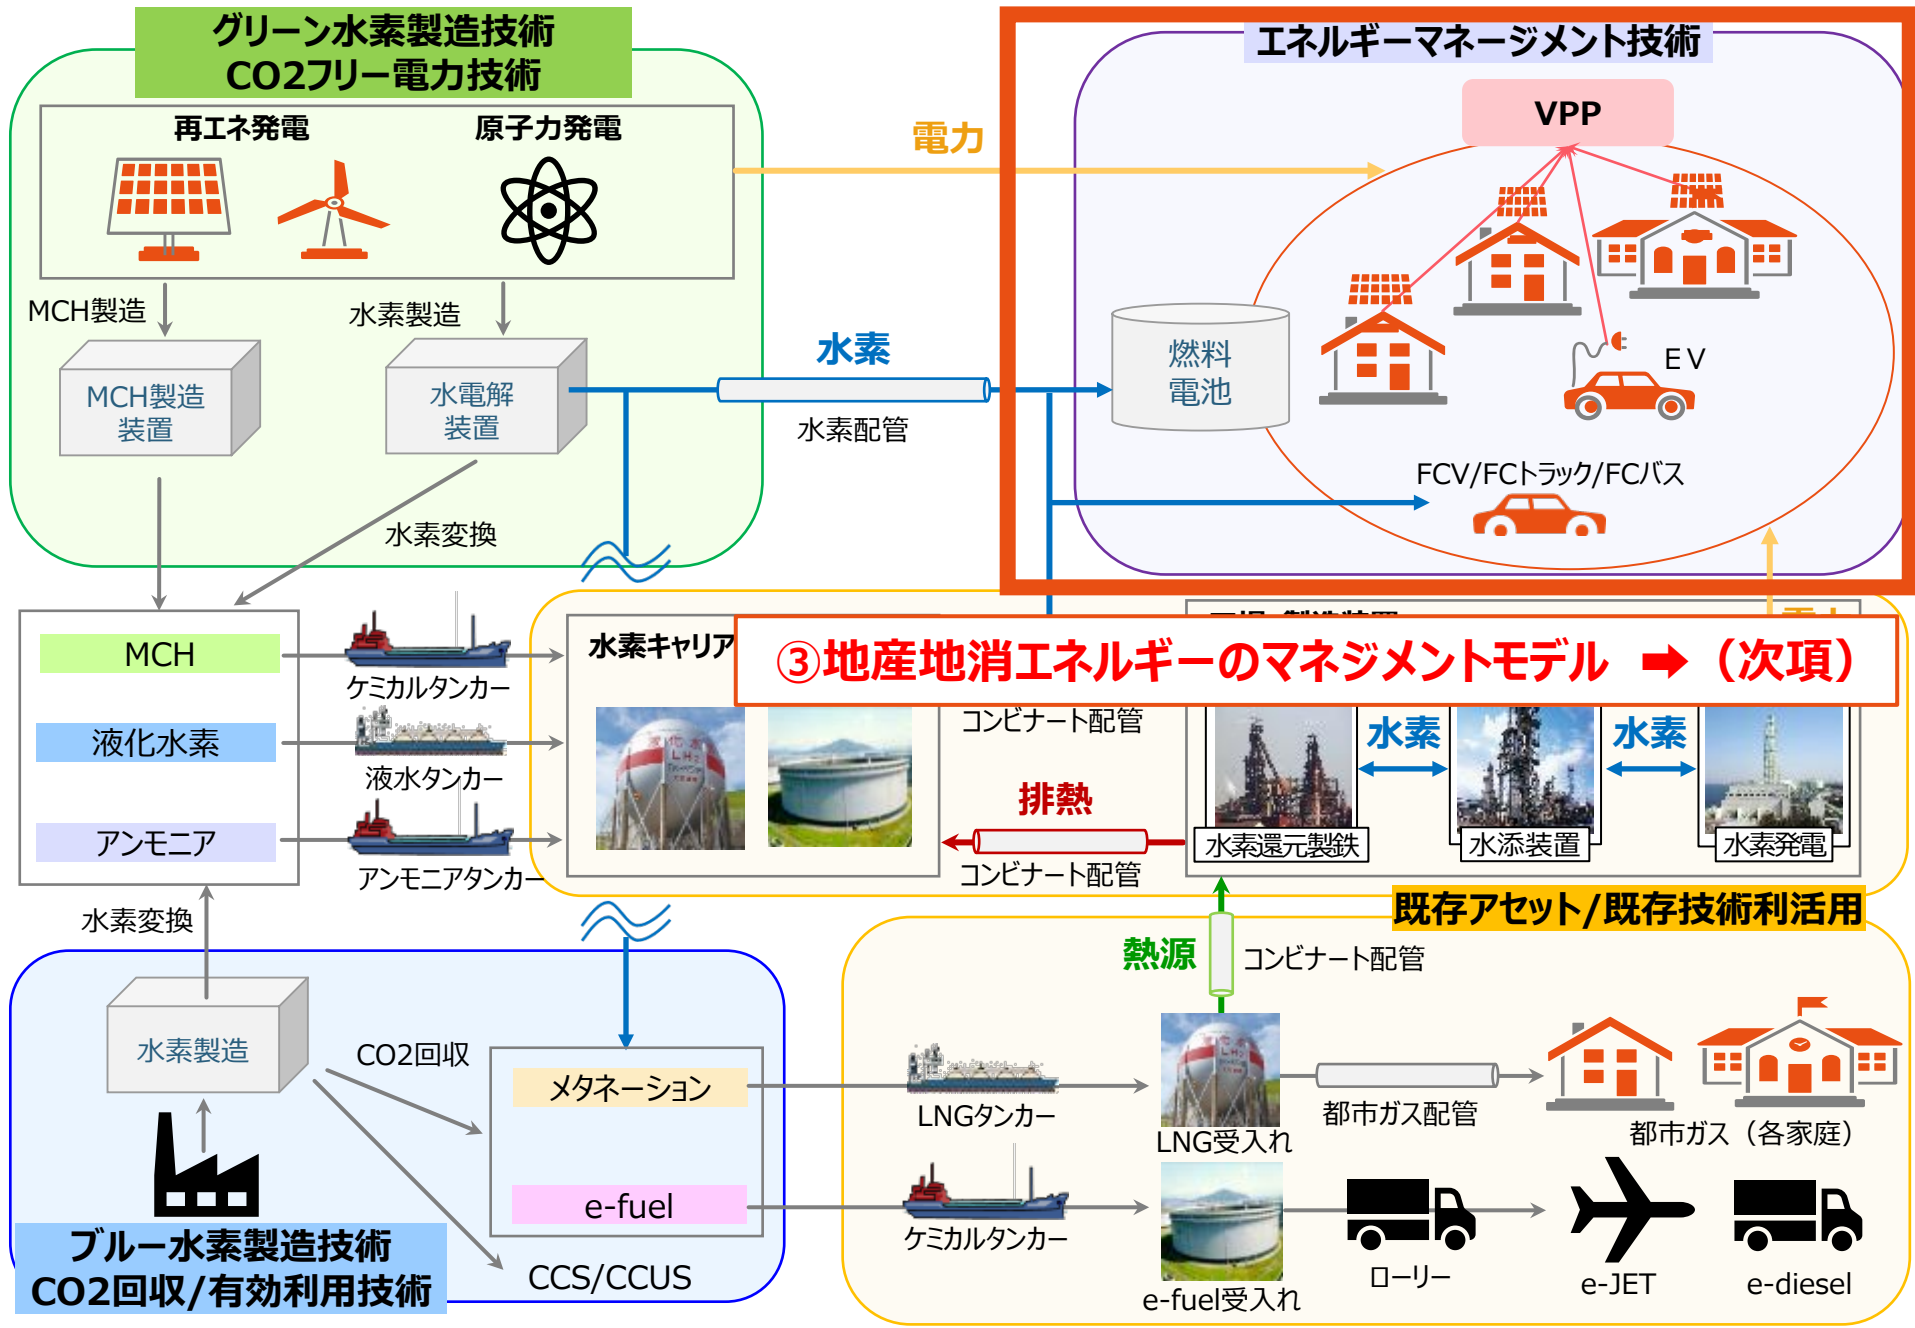 グリーン水素製造技術
CO2フリー電力技術
再エネ発電
原子力発電
MCH製造
水素製造
MCH製造
装置
水電解
装置
水素変換
電力
水素
水素配管
エネルギーマネージメント技術
VPP
燃料
電池
EV
FCV/FCトラック/FCバス
MCH
液化水素
アンモニア
ケミカルタンカー
液水タンカー
アンモニアタンカー
水素キャリア
③地産地消エネルギーのマネジメントモデル ➡（次項）
コンビナート配管
排熱
コンビナート配管
水素
水素
水素還元製鉄
水添装置
水素発電
既存アセット/既存技術利活用
水素変換
水素製造
CO2回収
メタネーション
e-fuel
CCS/CCUS
ブルー水素製造技術
CO2回収/有効利用技術
熱源
コンビナート配管
LNGタンカー
LNG受入れ
都市ガス配管
都市ガス（各家庭）
ケミカルタンカー
e-fuel受入れ
ローリー
e-JET
e-diesel